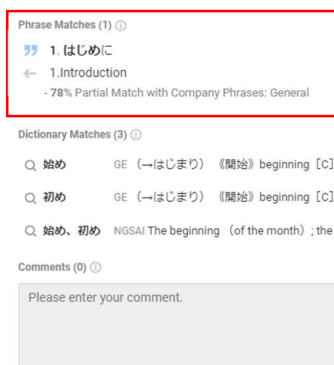 Phrase Matches (1)
1. はじめに
1.Introduction
- 78% Partial Match with Company Phrases: General
Dictionary Matches (3)
始め GE （→はじまり） 《開始》 beginning［C］
初め GE （→はじまり） 《開始》 beginning［C］
始め、初め NGSAI The beginning （of the month）; the
Comments (0)
Please enter your comment.